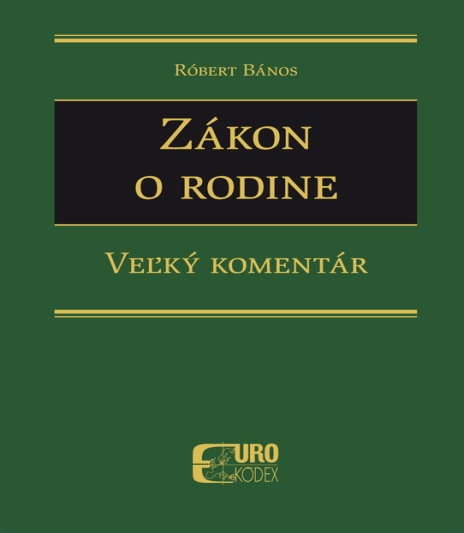 Róbert Bános
Zákon
o rodine
Veľký komentár
EURO
KODEX